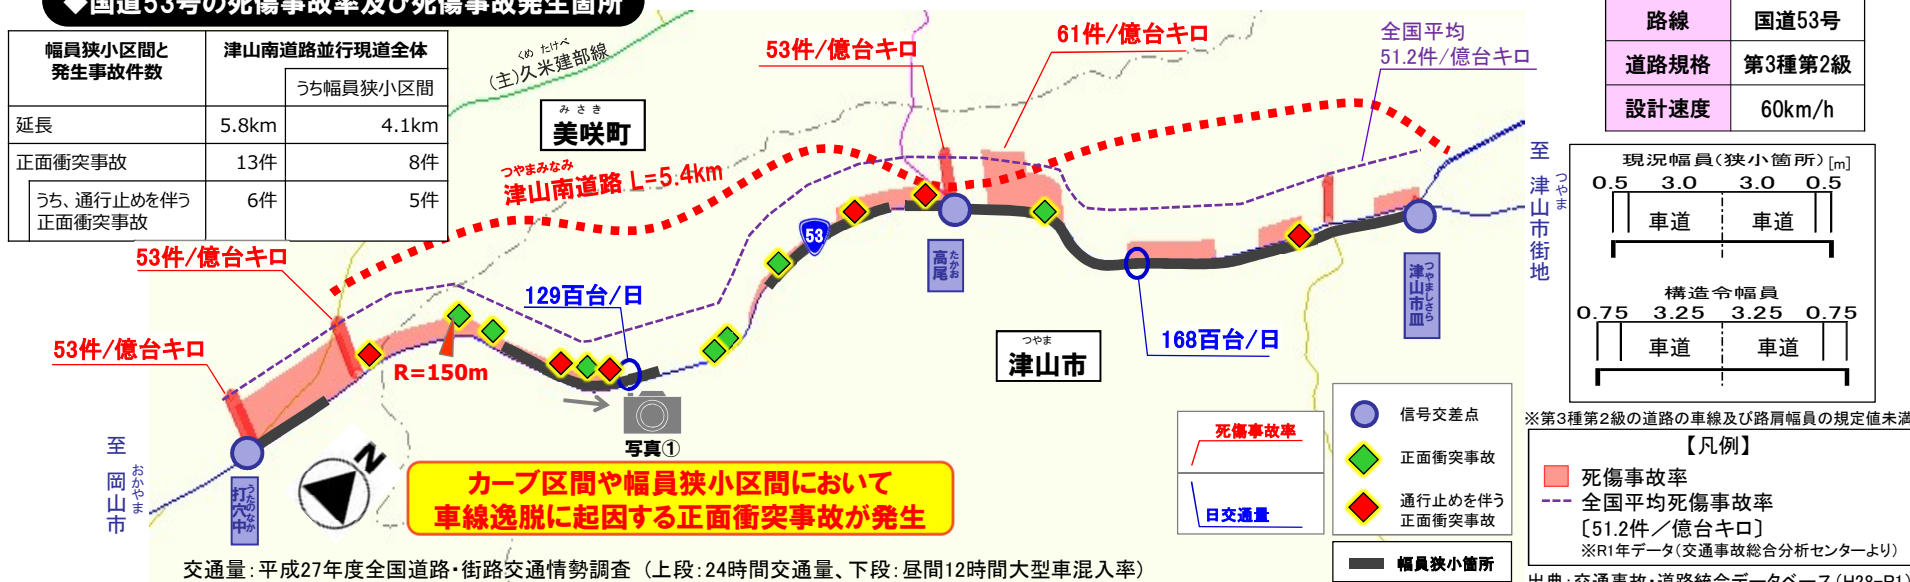 ◆国道53号の死傷事故率及び死傷事故発生箇所
幅員狭小区間と
発生事故件数
津山南道路並行現道全体
うち幅員狭小区間
延長
5.8km
4.1km
正面衝突事故
13件
8件
うち、通行止めを伴う
正面衝突事故
6件
5件
くめ たけべ
(主)久米建部線
みさき
美咲町
つやまみなみ
津山南道路 L=5.4km
53件/億台キロ
61件/億台キロ
全国平均
51.2件/億台キロ
53件/億台キロ
53件/億台キロ
129百台/日
R=150m
写真①
53
高尾
たかお
168百台/日
つやま
津山市
津山市皿
つやましさら
至 津山市街地
つやま
至 岡山市
おかやま
打穴中
うたのなか
N
カーブ区間や幅員狭小区間において
車線逸脱に起因する正面衝突事故が発生
交通量:平成27年度全国道路・街路交通情勢調査 (上段:24時間交通量、下段:昼間12時間大型車混入率)
死傷事故率
日交通量
信号交差点
正面衝突事故
通行止めを伴う
正面衝突事故
幅員狭小箇所
路線
国道53号
道路規格
第3種第2級
設計速度
60km/h
現況幅員(狭小箇所)[m]
0.5 3.0 3.0 0.5
車道 車道
構造令幅員
0.75 3.25 3.25 0.75
車道 車道
※第3種第2級の道路の車線及び路肩幅員の規定値未満
【凡例】
死傷事故率
全国平均死傷事故率
〔51.2件/億台キロ〕
※R1年データ(交通事故総合分析センターより)
出典:交通事故・道路統合データベース(H28-R1)